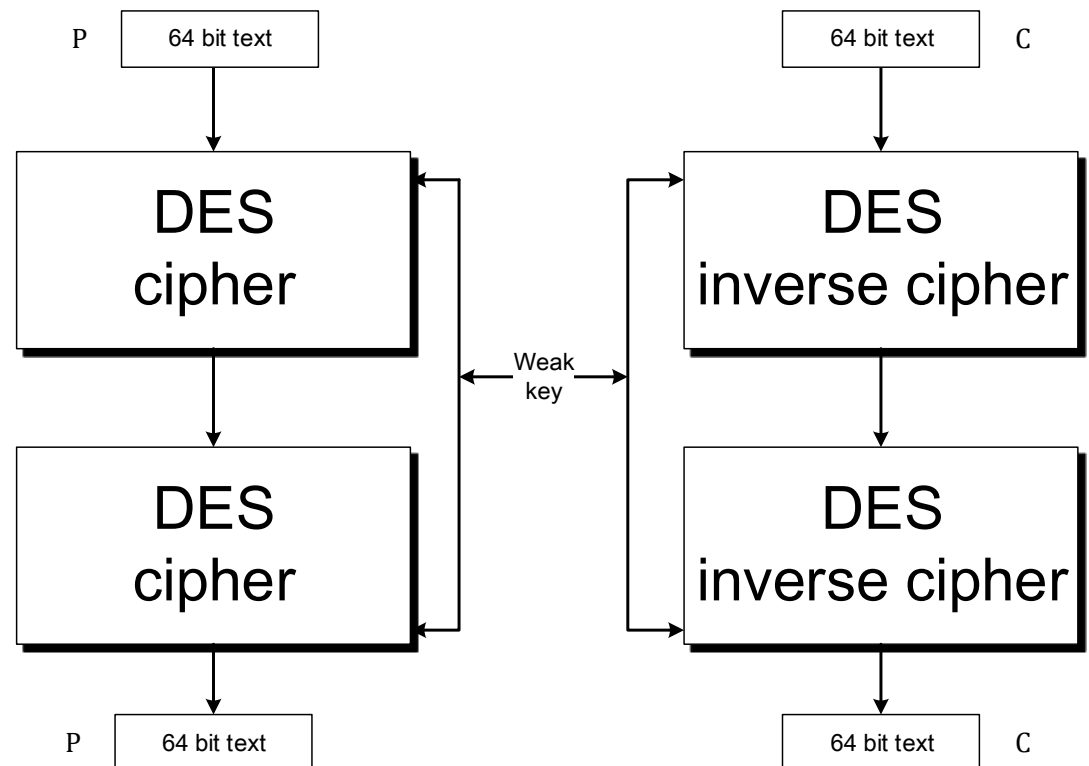 P
64 bit text
64 bit text
C
DES
cipher
DES
inverse cipher
Weak
key
DES
cipher
DES
inverse cipher
P
64 bit text
64 bit text
C